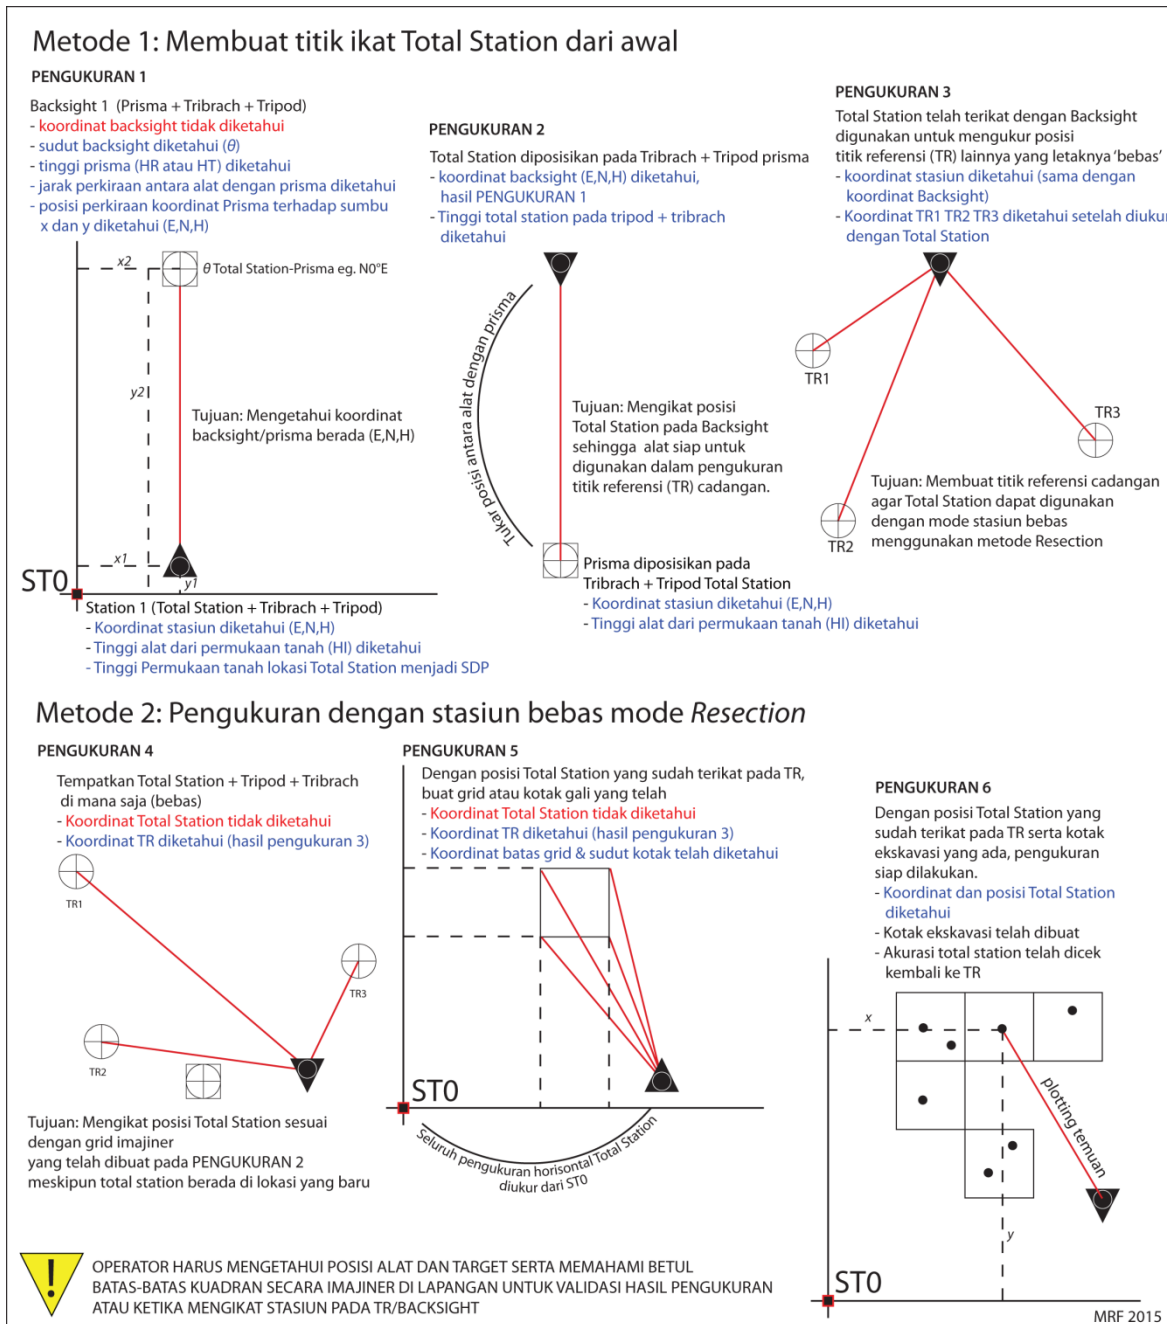 Metode 1: Membuat titik ikat Total Station dari awal
PENGUKURAN 1
Backsight 1 (Prisma + Tribrach + Tripod)
- koordinat backsight tidak diketahui
- sudut backsight diketahui (θ)
- tinggi prisma (HR atau HT) diketahui
- jarak perkiraan antara alat dengan prisma diketahui
- posisi perkiraan koordinat Prisma terhadap sumbu
x dan y diketahui (E,N,H)
x2
θ Total Station-Prisma eg. N0°E
y2
Tujuan: Mengetahui koordinat
backsight/prisma berada (E,N,H)
x1
y1
ST0
Station 1 (Total Station + Tribrach + Tripod)
- Koordinat stasiun diketahui (E,N,H)
- Tinggi alat dari permukaan tanah (HI) diketahui
- Tinggi Permukaan tanah lokasi Total Station menjadi SDP
PENGUKURAN 2
Total Station diposisikan pada Tribrach + Tripod prisma
- koordinat backsight (E,N,H) diketahui,
hasil PENGUKURAN 1
- Tinggi total station pada tripod + tribrach
diketahui
Tukar posisi antara alat dengan prisma
Tujuan: Mengikat posisi
Total Station pada Backsight
sehingga alat siap untuk
digunakan dalam pengukuran
titik referensi (TR) cadangan.
Prisma diposisikan pada
Tribrach + Tripod Total Station
- Koordinat stasiun diketahui (E,N,H)
- Tinggi alat dari permukaan tanah (HI) diketahui
PENGUKURAN 3
Total Station telah terikat dengan Backsight
digunakan untuk mengukur posisi
titik referensi (TR) lainnya yang letaknya 'bebas'
- koordinat stasiun diketahui (sama dengan
koordinat Backsight)
- Koordinat TR1 TR2 TR3 diketahui setelah diukur
dengan Total Station
TR1
TR3
TR2
Tujuan: Membuat titik referensi cadangan
agar Total Station dapat digunakan
dengan mode stasiun bebas
menggunakan metode Resection
Metode 2: Pengukuran dengan stasiun bebas mode Resection
PENGUKURAN 4
Tempatkan Total Station + Tripod + Tribrach
di mana saja (bebas)
- Koordinat Total Station tidak diketahui
- Koordinat TR diketahui (hasil pengukuran 3)
TR1
TR3
TR2
Tujuan: Mengikat posisi Total Station sesuai
dengan grid imajiner
yang telah dibuat pada PENGUKURAN 2
meskipun total station berada di lokasi yang baru
PENGUKURAN 5
Dengan posisi Total Station yang sudah terikat pada TR,
buat grid atau kotak gali yang telah
- Koordinat Total Station tidak diketahui
- Koordinat TR diketahui (hasil pengukuran 3)
- Koordinat batas grid & sudut kotak telah diketahui
ST0
Seluruh pengukuran horisontal Total Station
diukur dari ST0
PENGUKURAN 6
Dengan posisi Total Station yang
sudah terikat pada TR serta kotak
ekskavasi yang ada, pengukuran
siap dilakukan.
- Koordinat dan posisi Total Station
diketahui
- Kotak ekskavasi telah dibuat
- Akurasi total station telah dicek
kembali ke TR
x
plotting temuan
y
ST0
! OPERATOR HARUS MENGETAHUI POSISI ALAT DAN TARGET SERTA MEMAHAMI BETUL
BATAS-BATAS KUADRAN SECARA IMAJINER DI LAPANGAN UNTUK VALIDASI HASIL PENGUKURAN
ATAU KETIKA MENGIKAT STASIUN PADA TR/BACKSIGHT
MRF 2015